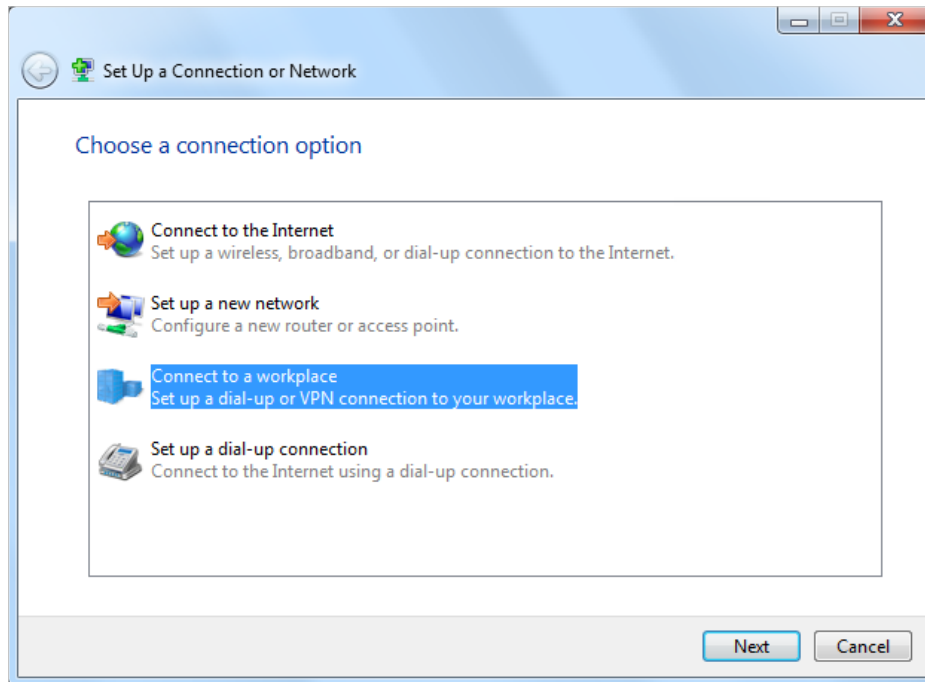 Set Up a Connection or Network
Choose a connection option
Connect to the Internet
Set up a wireless, broadband, or dial-up connection to the Internet.
Set up a new network
Configure a new router or access point.
Connect to a workplace
Set up a dial-up or VPN connection to your workplace.
Set up a dial-up connection
Connect to the Internet using a dial-up connection.
Next Cancel